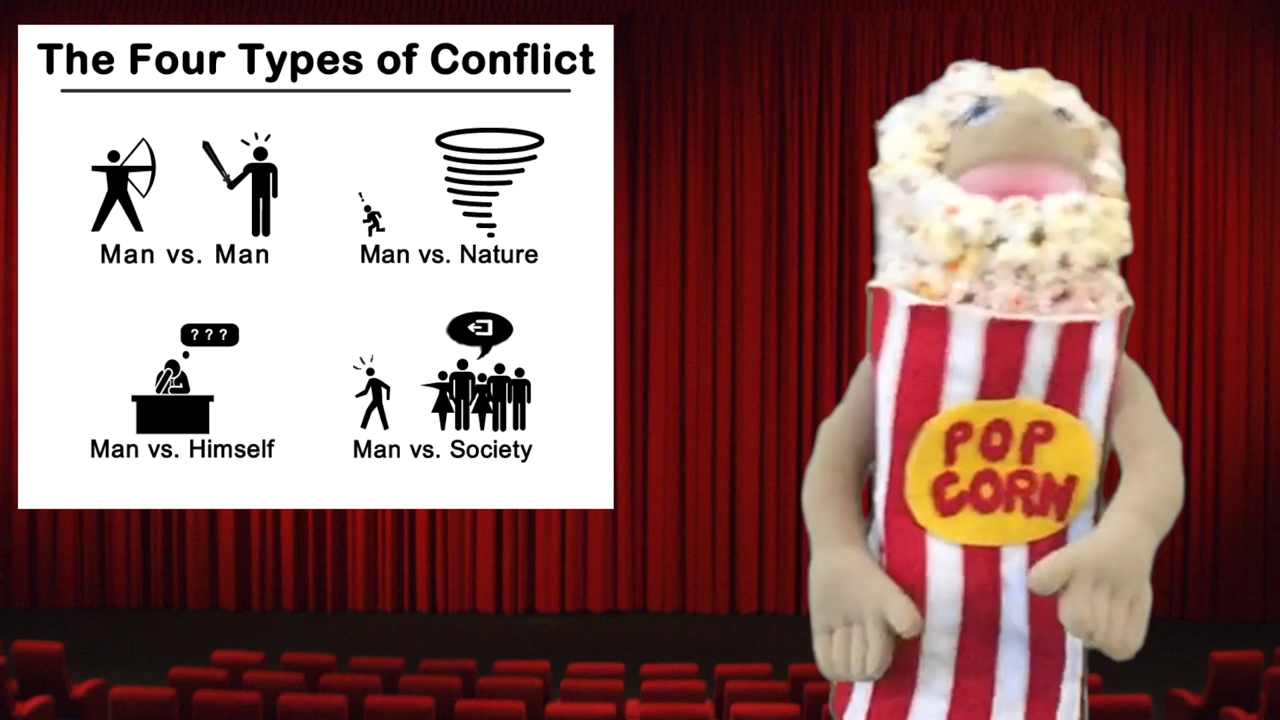 The Four Types of Conflict
Man vs. Man
Man vs. Nature
? ? ?
Man vs. Himself
Man vs. Society
POP
CORN